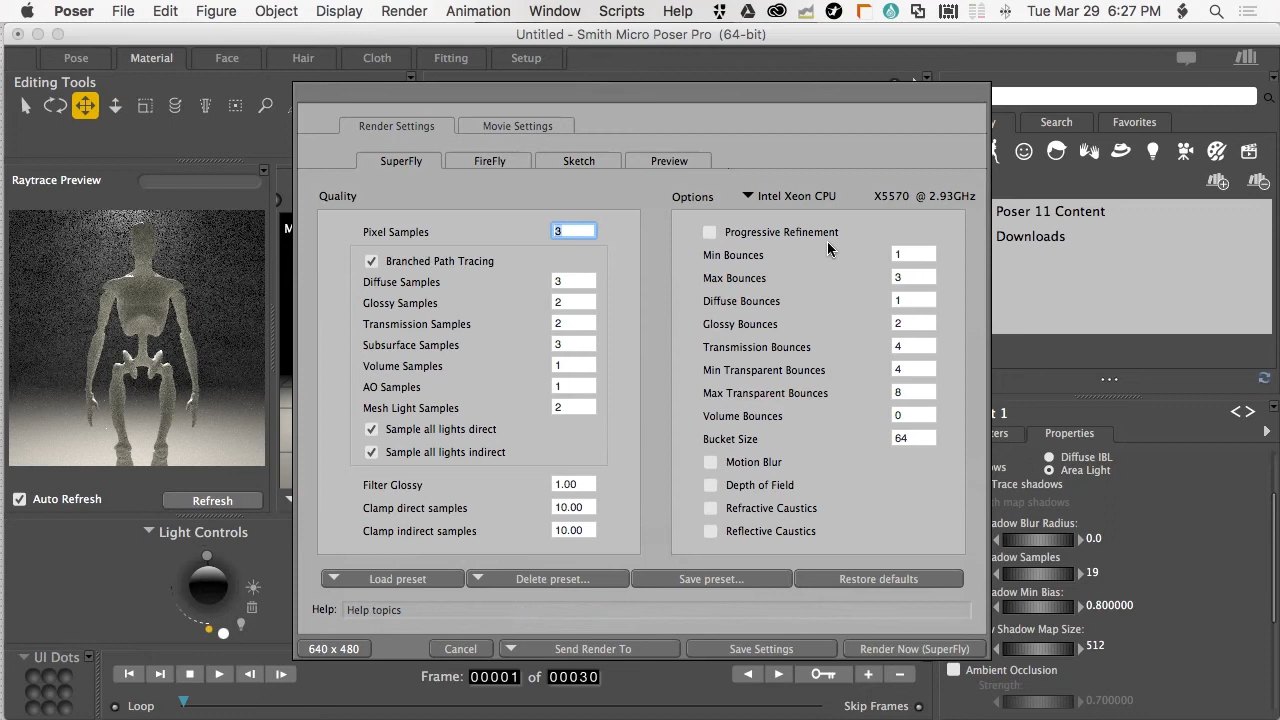 Poser File Edit Figure Object Display Render Animation Window Scripts Help Tue Mar 29 6:27 PM
Untitled - Smith Micro Poser Pro (64-bit)
Pose Material Face Hair Cloth Fitting Setup
Editing Tools
Render Settings Movie Settings
Search Favorites
SuperFly FireFly Sketch Preview
Raytrace Preview
Quality
Options Intel Xeon CPU X5570 @ 2.93GHz
Poser 11 Content
Downloads
Pixel Samples 3
Branched Path Tracing
Diffuse Samples 3
Glossy Samples 2
Transmission Samples 2
Subsurface Samples 3
Volume Samples 1
AO Samples 1
Mesh Light Samples 2
Sample all lights direct
Sample all lights indirect
Filter Glossy 1.00
Clamp direct samples 10.00
Clamp indirect samples 10.00
Progressive Refinement
Min Bounces 1
Max Bounces 3
Diffuse Bounces 1
Glossy Bounces 2
Transmission Bounces 4
Min Transparent Bounces 4
Max Transparent Bounces 8
Volume Bounces 0
Bucket Size 64
Motion Blur
Depth of Field
Refractive Caustics
Reflective Caustics
Load preset Delete preset... Save preset... Restore defaults
Help: Help topics
640 x 480 Cancel Send Render To Save Settings Render Now (SuperFly)
Auto Refresh Refresh
Light Controls
UI Dots
Loop
Frame: 00001 of 00030
Skip Frames
t 1
ters Properties
Diffuse IBL
ows Area Light
Trace shadows
th map shadows
adow Blur Radius:
0.0
adow Samples
19
adow Min Bias:
0.800000
y Shadow Map Size:
512
Ambient Occlusion
Strength:
0.700000